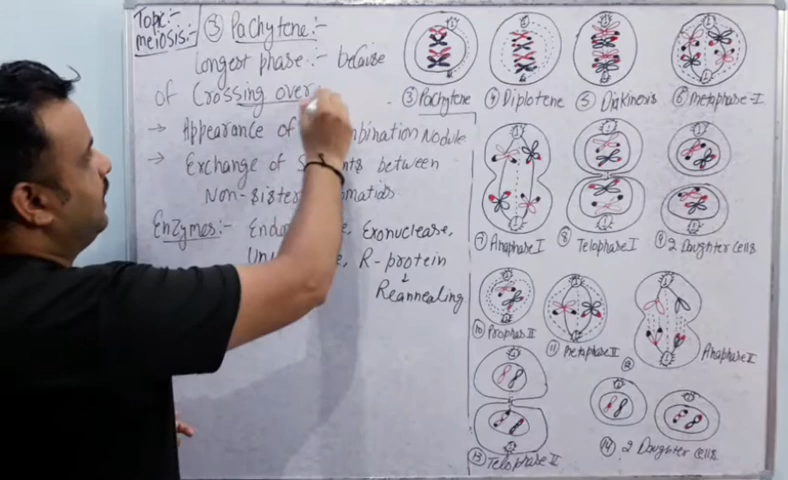 Topic:-
meiosis:-
③ Pachytene:-
Longest phase:- because
of Crossing over
→ Appearance of nodule
→ Exchange of between
Non-sister
Enzymes:- Exonuclease,
R-protein
↓
Reannealing
③ Pachytene
④ Diplotene
⑤ Diakinesis
⑥ Metaphase-I
⑦ Anaphase I
⑧ Telophase I
⑨ 2 Daughter cells
⑩ Prophas II
⑪ Metaphase II
⑫ Anaphase I
⑬ Telophase II
⑭ 2 Daughter cells